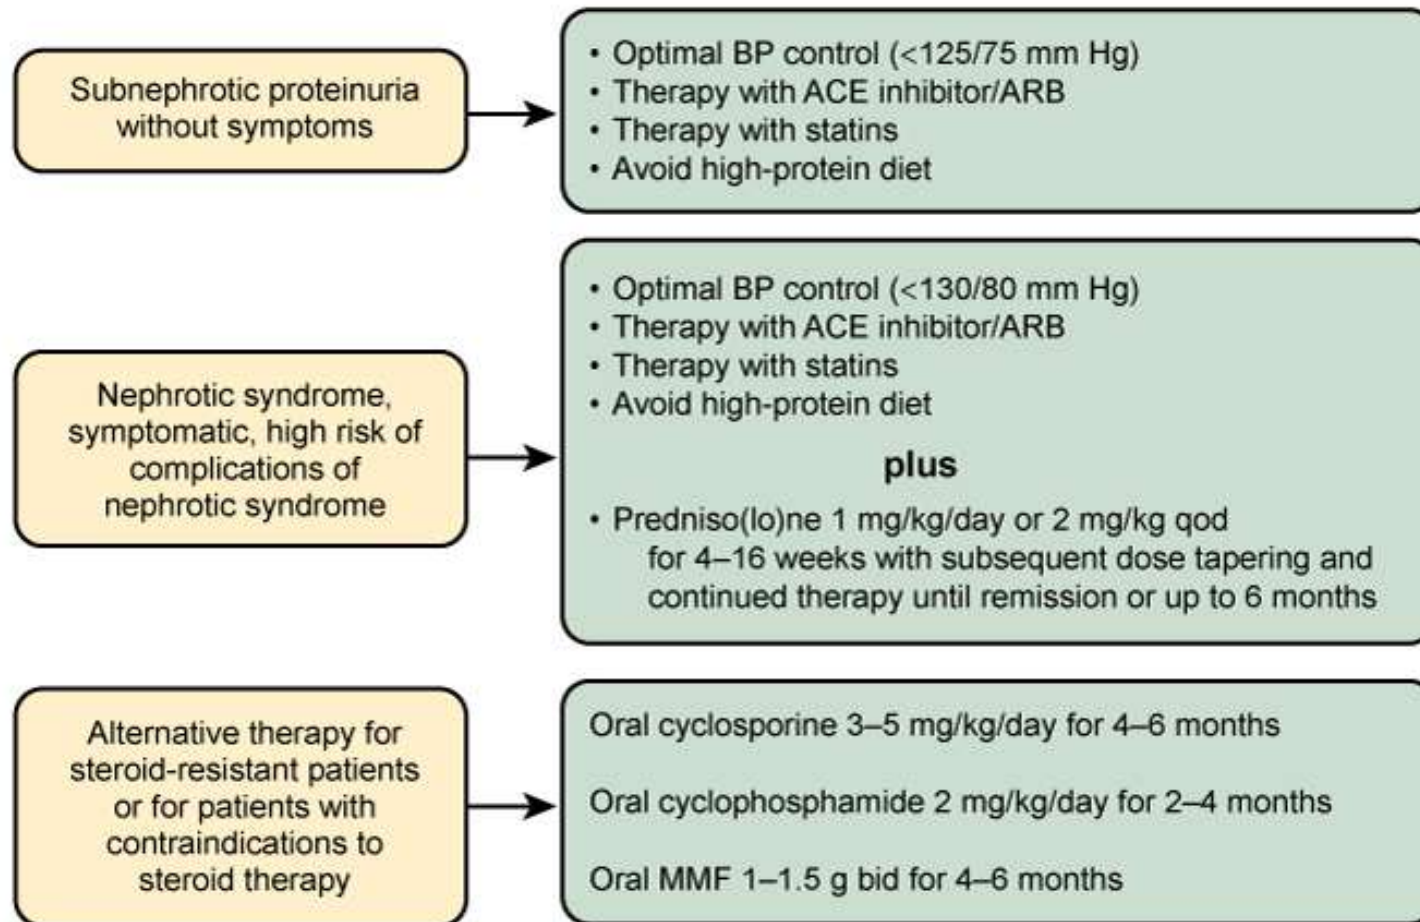 Subnephrotic proteinuria
without symptoms
• Optimal BP control (<125/75 mm Hg)
• Therapy with ACE inhibitor/ARB
• Therapy with statins
• Avoid high-protein diet
Nephrotic syndrome,
symptomatic, high risk of
complications of
nephrotic syndrome
• Optimal BP control (<130/80 mm Hg)
• Therapy with ACE inhibitor/ARB
• Therapy with statins
• Avoid high-protein diet
plus
• Predniso(lo)ne 1 mg/kg/day or 2 mg/kg qod
for 4–16 weeks with subsequent dose tapering and
continued therapy until remission or up to 6 months
Alternative therapy for
steroid-resistant patients
or for patients with
contraindications to
steroid therapy
Oral cyclosporine 3–5 mg/kg/day for 4–6 months
Oral cyclophosphamide 2 mg/kg/day for 2–4 months
Oral MMF 1–1.5 g bid for 4–6 months